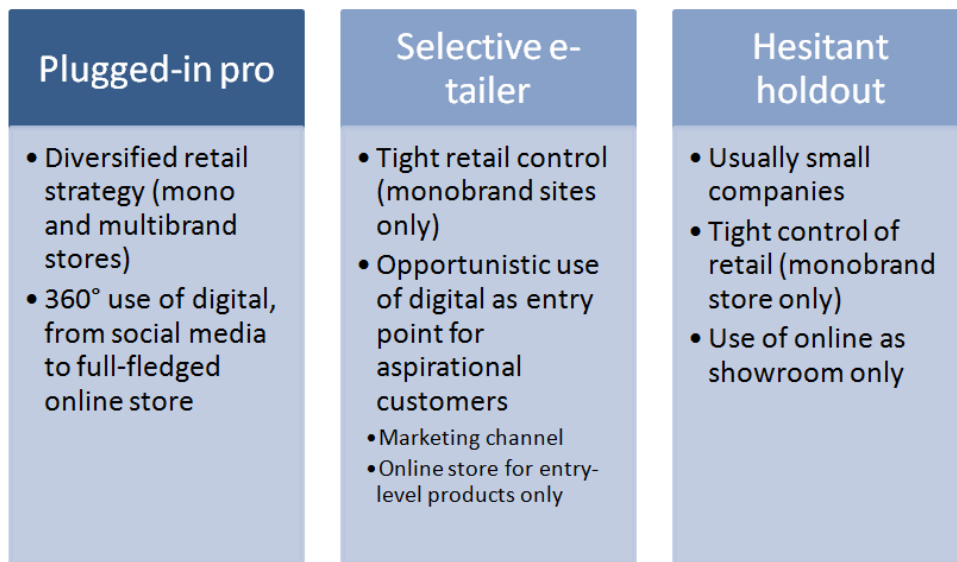 Plugged-in pro
• Diversified retail
strategy (mono
and multibrand
stores)
• 360° use of digital,
from social media
to full-fledged
online store
Selective e-
tailer
• Tight retail control
(monobrand sites
only)
• Opportunistic use
of digital as entry
point for
aspirational
customers
• Marketing channel
• Online store for entry-
level products only
Hesitant
holdout
• Usually small
companies
• Tight control of
retail (monobrand
store only)
• Use of online as
showroom only